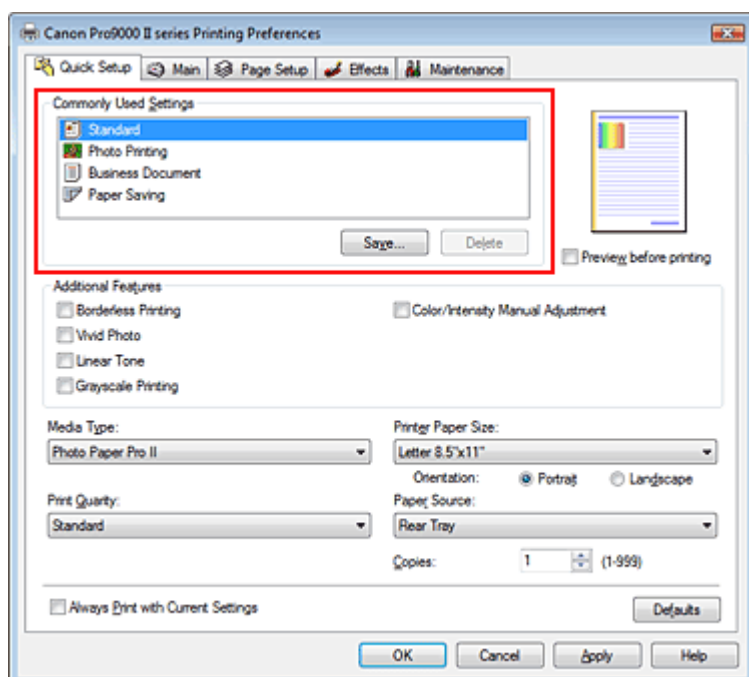 Canon Pro9000 II series Printing Preferences
Quick Setup Main Page Setup Effects Maintenance
Commonly Used Settings
Standard
Photo Printing
Business Document
Paper Saving
Save... Delete
Preview before printing
Additional Features
Borderless Printing Color/Intensity Manual Adjustment
Vivid Photo
Linear Tone
Grayscale Printing
Media Type: Printer Paper Size:
Photo Paper Pro II Letter 8.5"x11"
Orientation: Portrait Landscape
Print Quality: Paper Source:
Standard Rear Tray
Copies: 1 (1-999)
Always Print with Current Settings Defaults
OK Cancel Apply Help